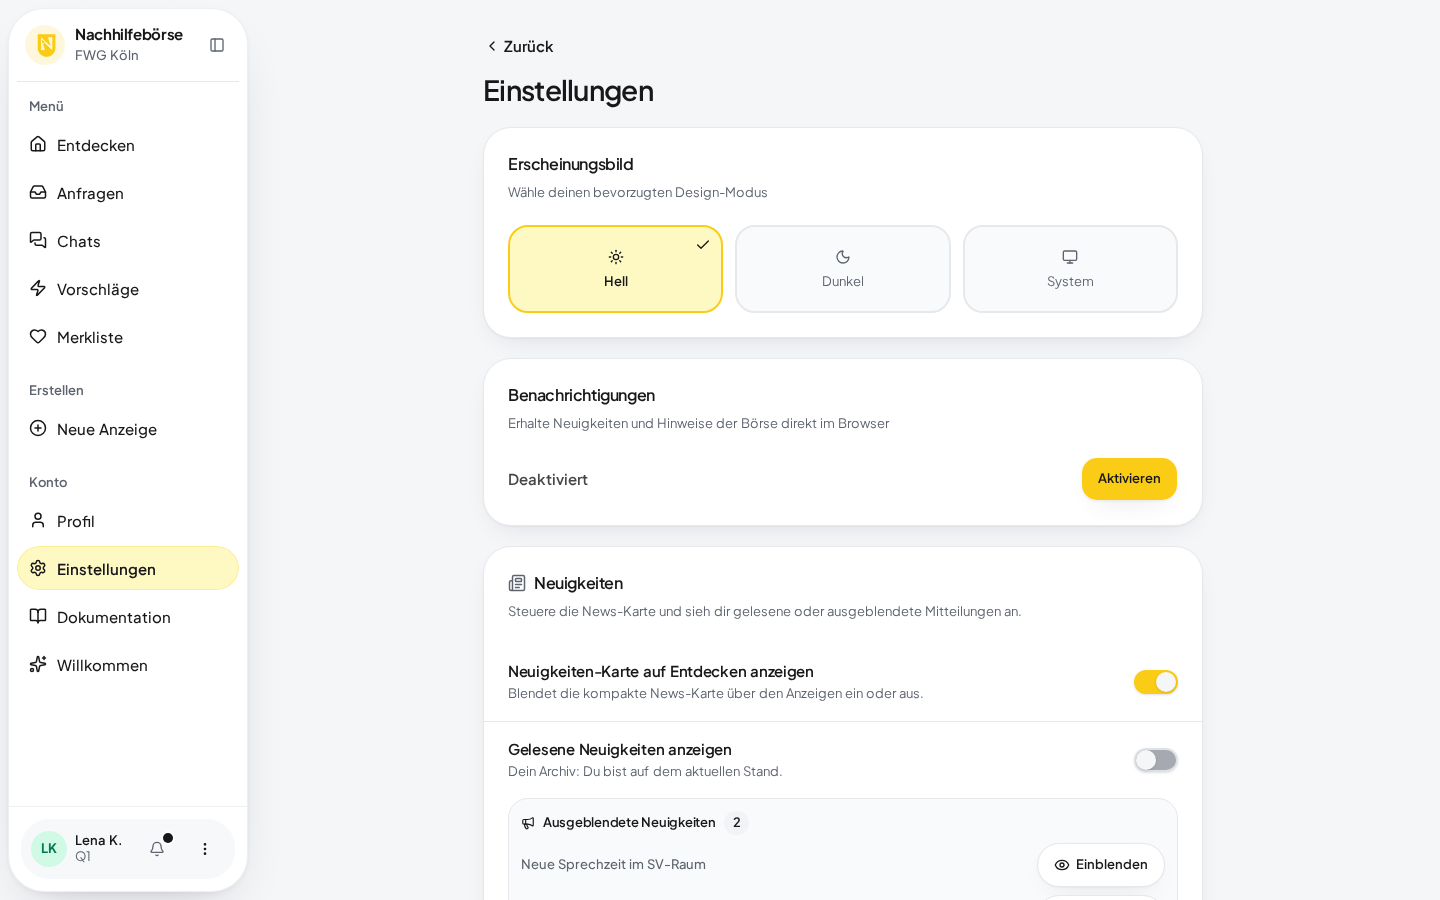 Nachhilfebörse
FWG Köln
Menü
Entdecken
Anfragen
Chats
Vorschläge
Merkliste
Erstellen
Neue Anzeige
Konto
Profil
Einstellungen
Dokumentation
Willkommen
LK
Lena K.
Q1
Zurück
Einstellungen
Erscheinungsbild
Wähle deinen bevorzugten Design-Modus
Hell
Dunkel
System
Benachrichtigungen
Erhalte Neuigkeiten und Hinweise der Börse direkt im Browser
Deaktiviert
Aktivieren
Neuigkeiten
Steuere die News-Karte und sieh dir gelesene oder ausgeblendete Mitteilungen an.
Neuigkeiten-Karte auf Entdecken anzeigen
Blendet die kompakte News-Karte über den Anzeigen ein oder aus.
Gelesene Neuigkeiten anzeigen
Dein Archiv: Du bist auf dem aktuellen Stand.
Ausgeblendete Neuigkeiten 2
Neue Sprechzeit im SV-Raum
Einblenden